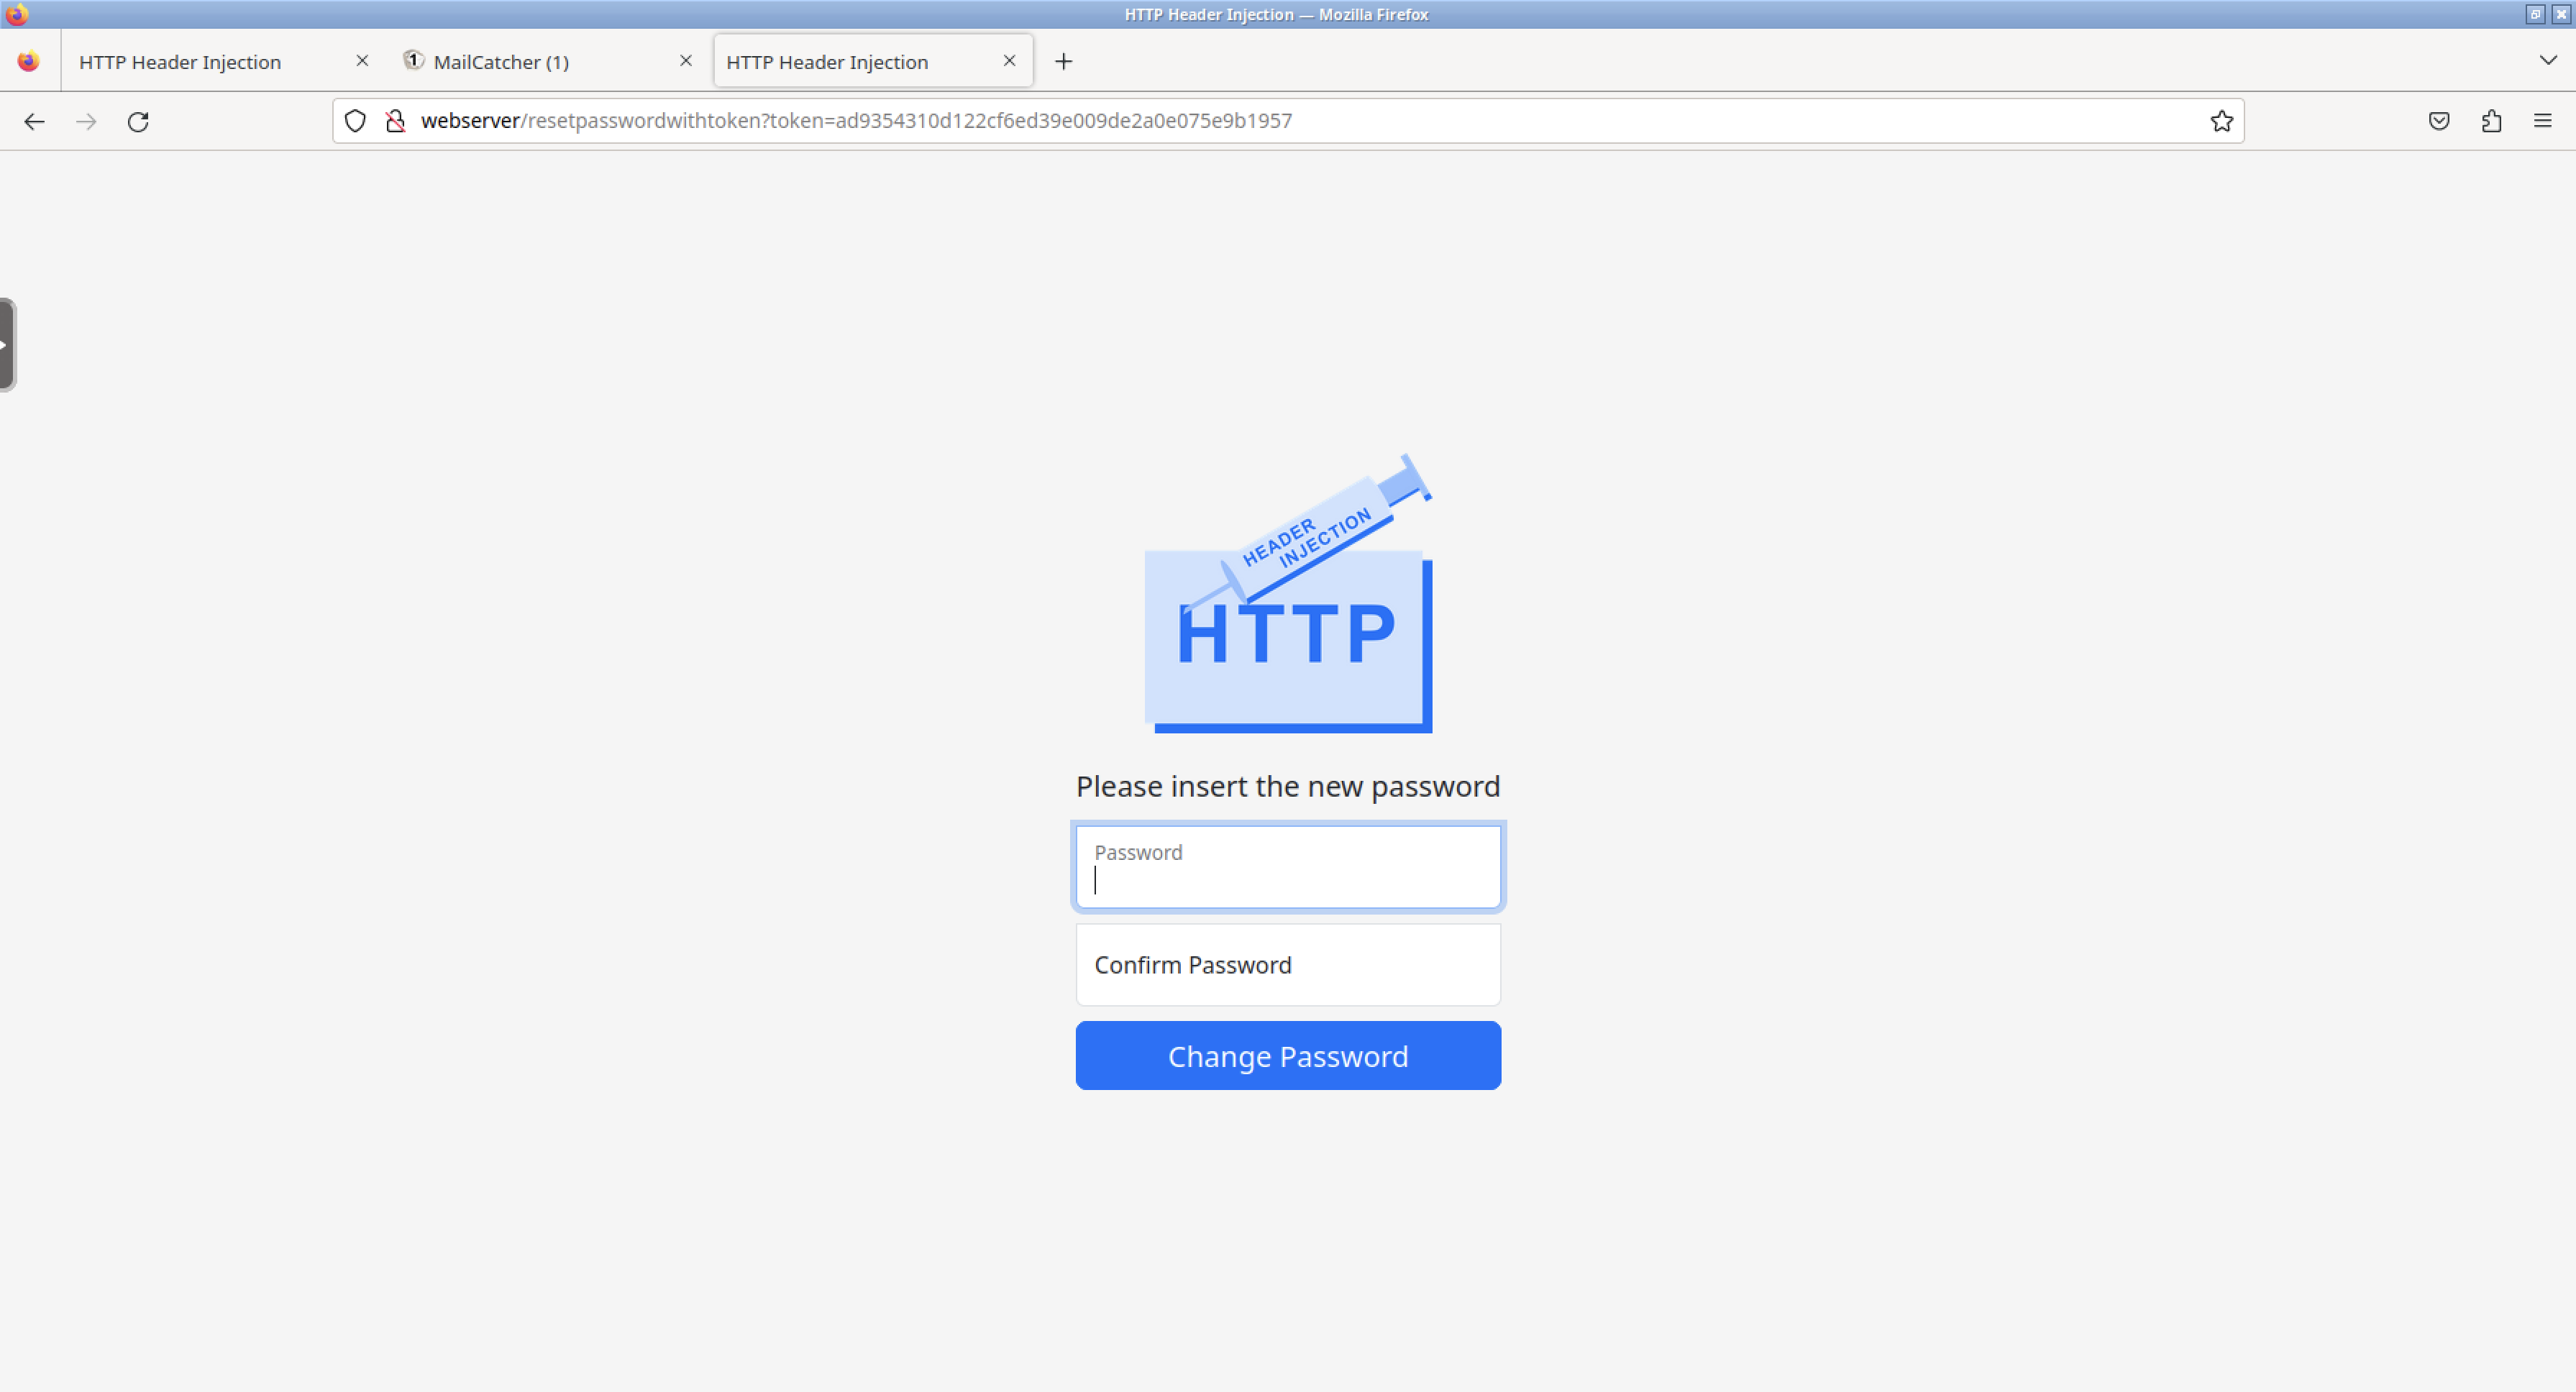 HTTP Header Injection — Mozilla Firefox
HTTP Header Injection
1
MailCatcher (1)
HTTP Header Injection
webserver/resetpasswordwithtoken?token=ad9354310d122cf6ed39e009de2a0e075e9b1957
HEADER
INJECTION
HTTP
Please insert the new password
Password
Confirm Password
Change Password